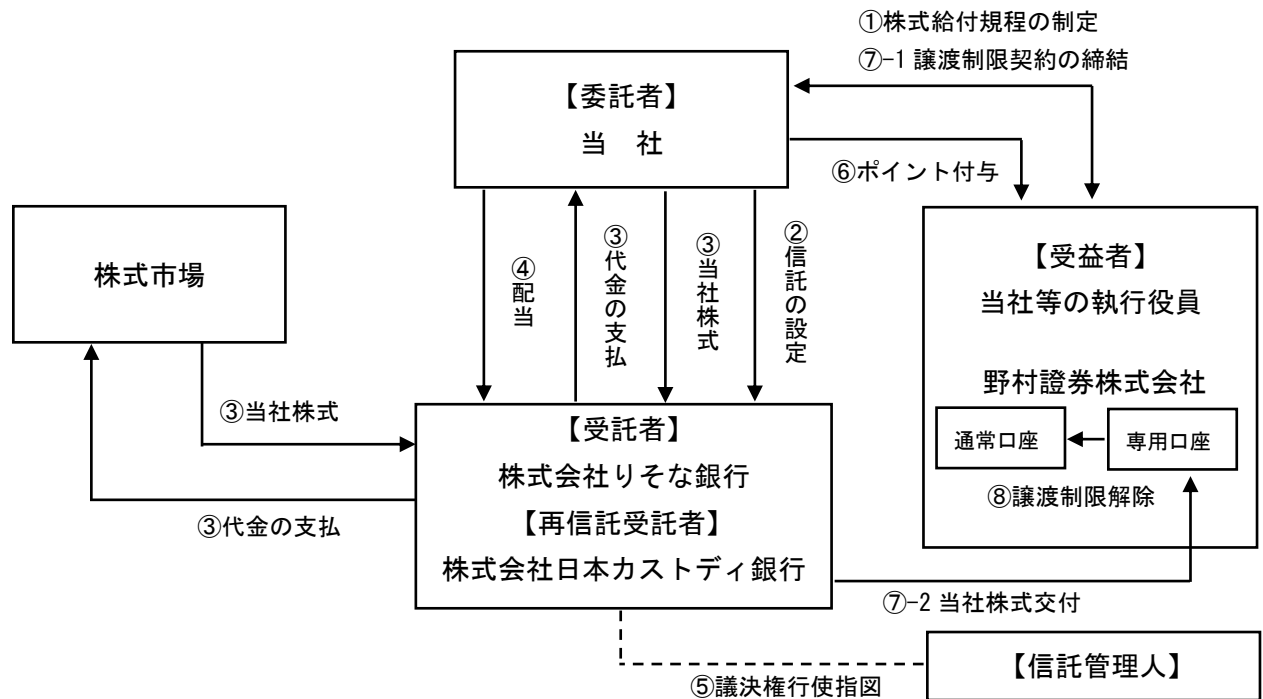 ①株式給付規程の制定
⑦-1 譲渡制限契約の締結
【委託者】
当　社
⑥ポイント付与
株式市場
④配当
③代金の支払
③当社株式
②信託の設定
【受益者】
当社等の執行役員
野村證券株式会社
通常口座
専用口座
⑧譲渡制限解除
③当社株式
③代金の支払
【受託者】
株式会社りそな銀行
【再信託受託者】
株式会社日本カストディ銀行
⑦-2 当社株式交付
⑤議決権行使指図
【信託管理人】